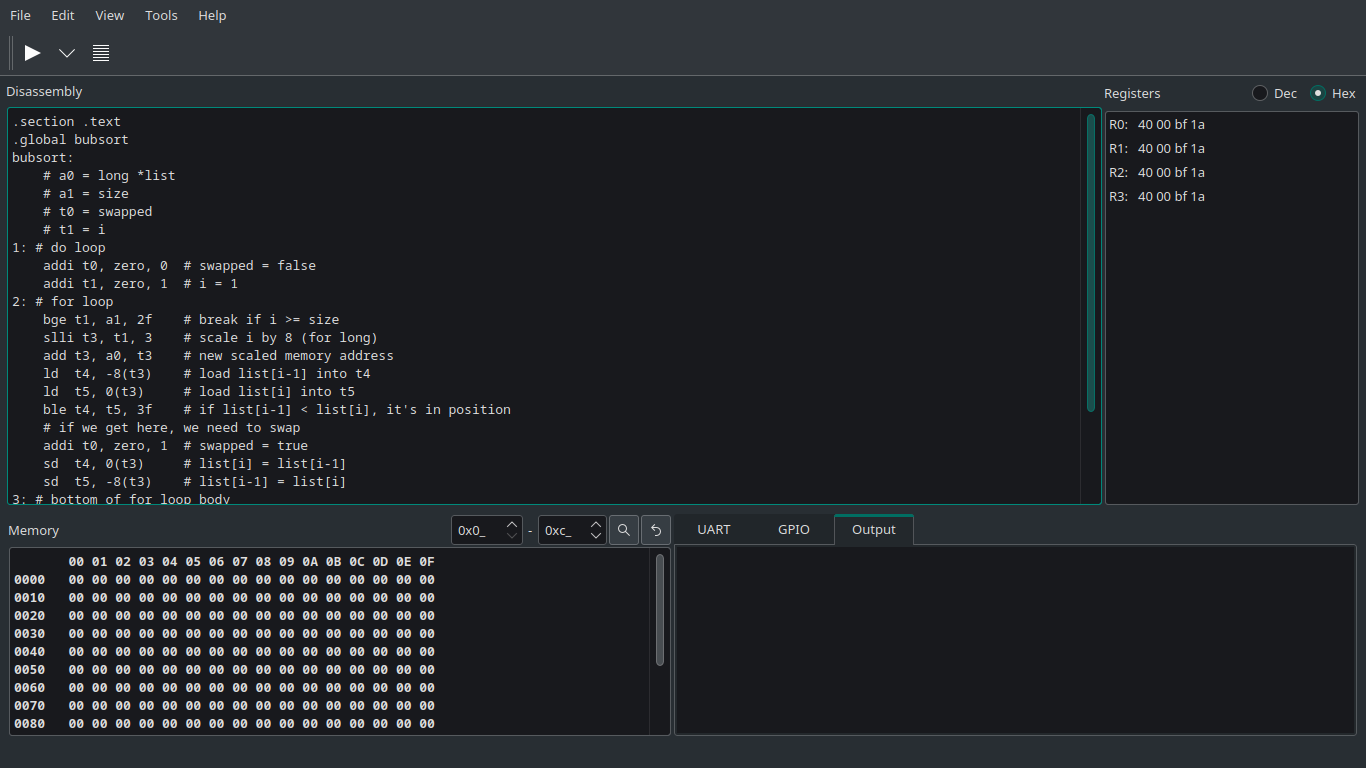 File Edit View Tools Help
Disassembly
.section .text
.global bubsort
bubsort:
    # a0 = long *list
    # a1 = size
    # t0 = swapped
    # t1 = i
1: # do loop
    addi t0, zero, 0  # swapped = false
    addi t1, zero, 1  # i = 1
2: # for loop
    bge t1, a1, 2f    # break if i >= size
    slli t3, t1, 3    # scale i by 8 (for long)
    add t3, a0, t3    # new scaled memory address
    ld  t4, -8(t3)    # load list[i-1] into t4
    ld  t5, 0(t3)     # load list[i] into t5
    ble t4, t5, 3f    # if list[i-1] < list[i], it's in position
    # if we get here, we need to swap
    addi t0, zero, 1  # swapped = true
    sd  t4, 0(t3)     # list[i] = list[i-1]
    sd  t5, -8(t3)    # list[i-1] = list[i]
3: # bottom of for loop body
Registers Dec Hex
R0: 40 00 bf 1a
R1: 40 00 bf 1a
R2: 40 00 bf 1a
R3: 40 00 bf 1a
Memory 0x0_ - 0xc_
00 01 02 03 04 05 06 07 08 09 0A 0B 0C 0D 0E 0F
0000 00 00 00 00 00 00 00 00 00 00 00 00 00 00 00 00
0010 00 00 00 00 00 00 00 00 00 00 00 00 00 00 00 00
0020 00 00 00 00 00 00 00 00 00 00 00 00 00 00 00 00
0030 00 00 00 00 00 00 00 00 00 00 00 00 00 00 00 00
0040 00 00 00 00 00 00 00 00 00 00 00 00 00 00 00 00
0050 00 00 00 00 00 00 00 00 00 00 00 00 00 00 00 00
0060 00 00 00 00 00 00 00 00 00 00 00 00 00 00 00 00
0070 00 00 00 00 00 00 00 00 00 00 00 00 00 00 00 00
0080 00 00 00 00 00 00 00 00 00 00 00 00 00 00 00 00
UART GPIO Output